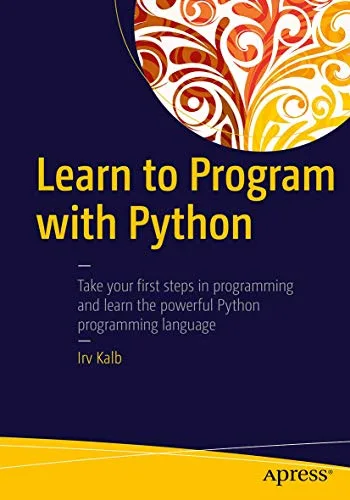 Learn to Program
with Python
Take your first steps in programming
and learn the powerful Python
programming language
Irv Kalb
Apress®